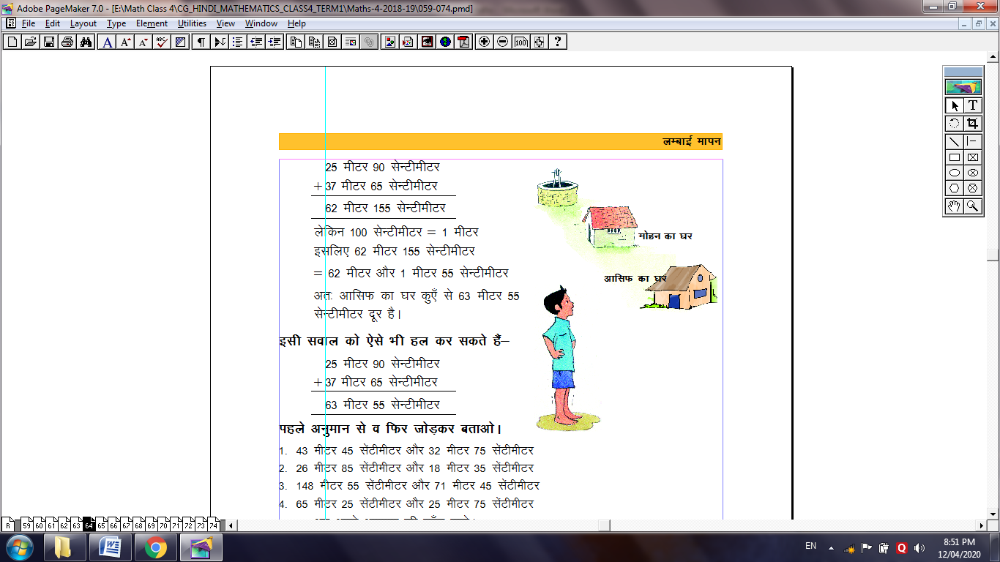 Adobe PageMaker 7.0 - [E:\Math Class 4\CG_HINDI_MATHEMATICS_CLASS4_TERM1\Maths-4-2018-19\059-074.pmd]
File Edit Layout Type Element Utilities View Window Help
लम्बाई मापन
25 मीटर 90 सेन्टीमीटर
+37 मीटर 65 सेन्टीमीटर
62 मीटर 155 सेन्टीमीटर
लेकिन 100 सेन्टीमीटर = 1 मीटर
इसलिए 62 मीटर 155 सेन्टीमीटर
= 62 मीटर और 1 मीटर 55 सेन्टीमीटर
अतः आसिफ का घर कुएँ से 63 मीटर 55
सेन्टीमीटर दूर है।
मोहन का घर
आसिफ का घर
इसी सवाल को ऐसे भी हल कर सकते हैं–
25 मीटर 90 सेन्टीमीटर
+37 मीटर 65 सेन्टीमीटर
63 मीटर 55 सेन्टीमीटर
पहले अनुमान से व फिर जोड़कर बताओ।
1. 43 मीटर 45 सेंटीमीटर और 32 मीटर 75 सेंटीमीटर
2. 26 मीटर 85 सेंटीमीटर और 18 मीटर 35 सेंटीमीटर
3. 148 मीटर 55 सेंटीमीटर और 71 मीटर 45 सेंटीमीटर
4. 65 मीटर 25 सेंटीमीटर और 25 मीटर 75 सेंटीमीटर
R 59 60 61 62 63 64 65 66 67 68 69 70 71 72 73 74
EN
8:51 PM
12/04/2020